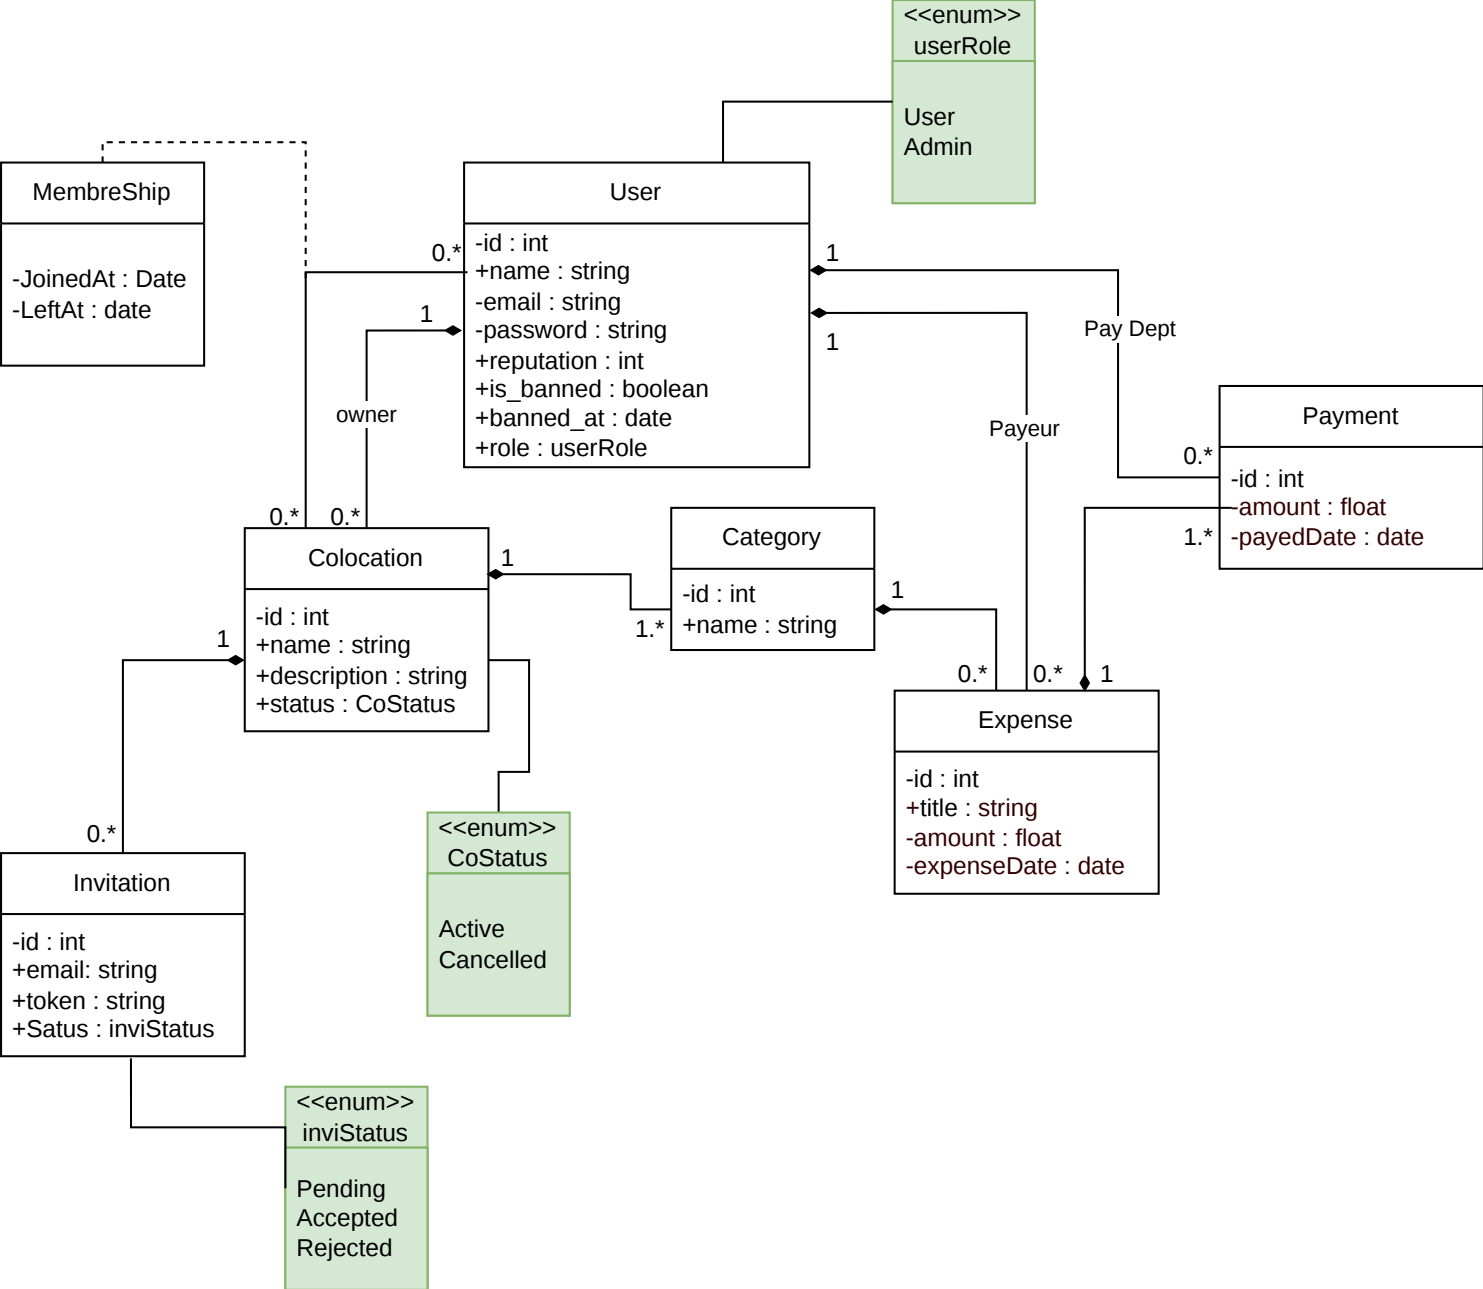 <<enum>>
userRole
User
Admin
MembreShip
-JoinedAt : Date
-LeftAt : date
User
-id : int
+name : string
-email : string
-password : string
+reputation : int
+is_banned : boolean
+banned_at : date
+role : userRole
0.*
1
owner
0.*
0.*
1
1
Pay Dept
Payeur
0.*
1.*
Payment
-id : int
-amount : float
-payedDate : date
Colocation
-id : int
+name : string
+description : string
+status : CoStatus
1
1.*
Category
-id : int
+name : string
1
0.*
0.*
1
Expense
-id : int
+title : string
-amount : float
-expenseDate : date
1
0.*
Invitation
-id : int
+email: string
+token : string
+Satus : inviStatus
<<enum>>
CoStatus
Active
Cancelled
<<enum>>
inviStatus
Pending
Accepted
Rejected